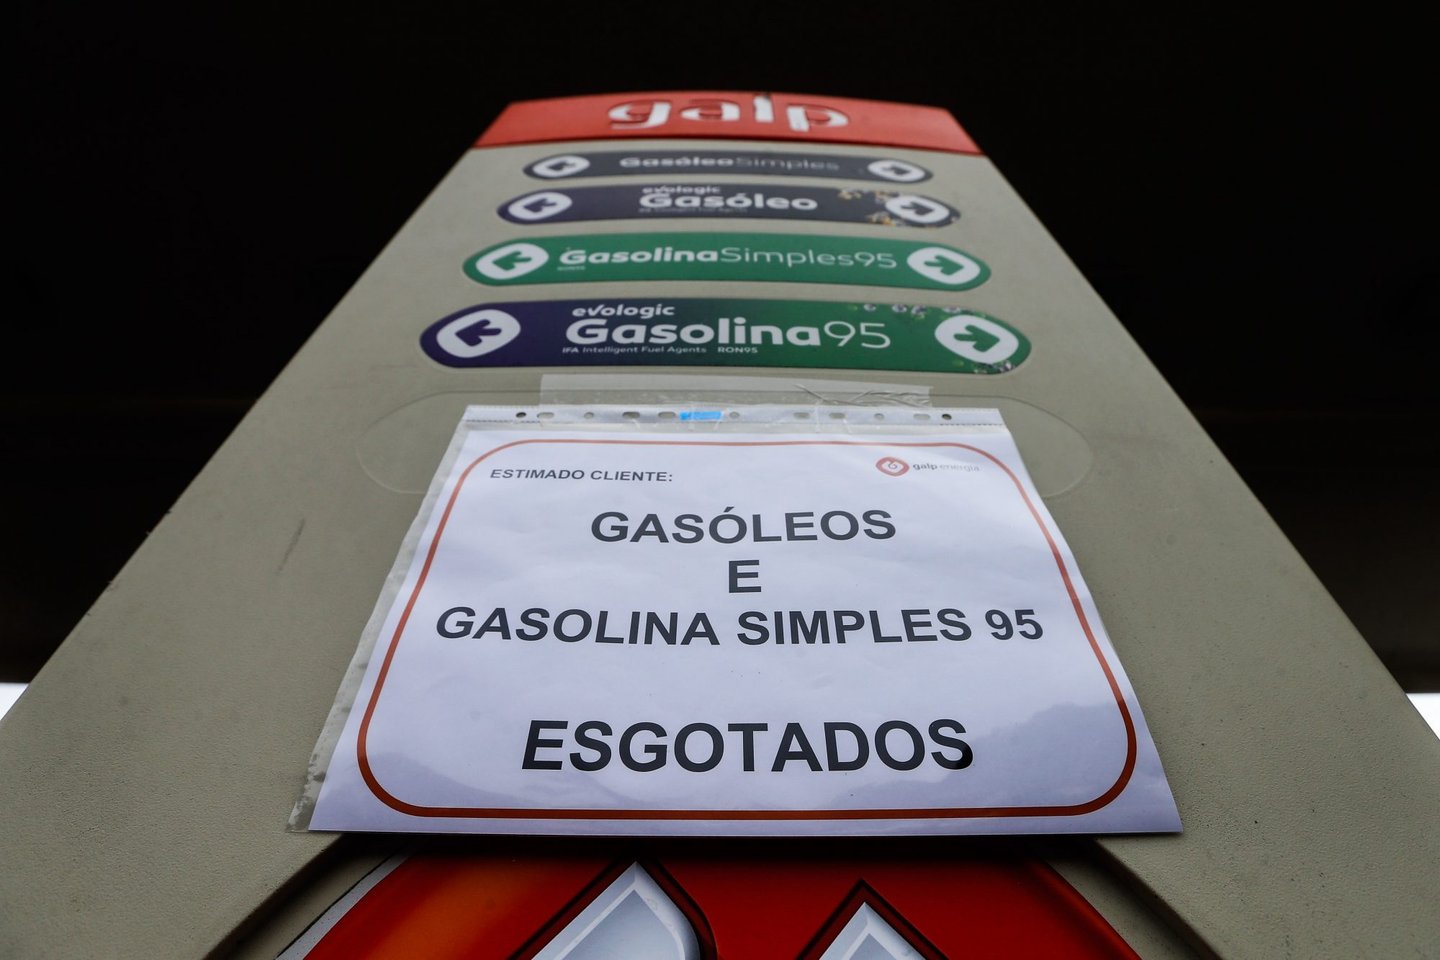 galp
GasóleoSimples
evologic
Gasóleo
GasolinaSimples95
RON95
evologic
Gasolina95
IFA Intelligent Fuel Agents RON95
ESTIMADO CLIENTE:
galp energia
GASÓLEOS
E
GASOLINA SIMPLES 95
ESGOTADOS